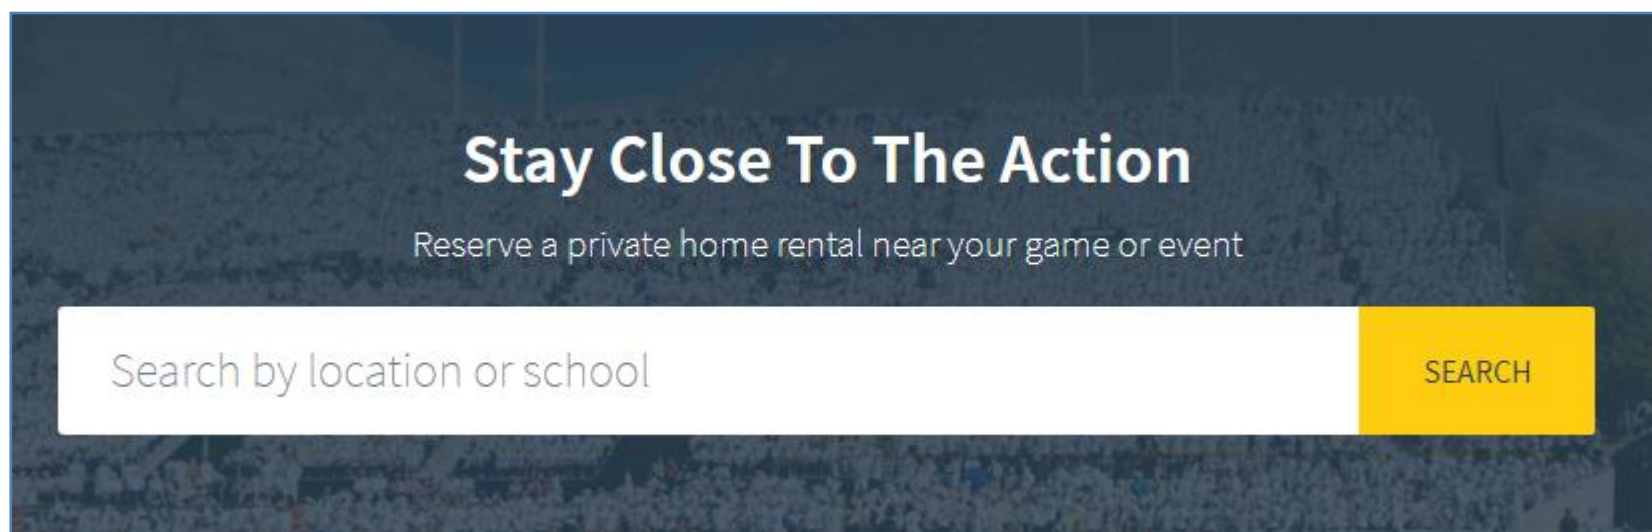 Stay Close To The Action
Reserve a private home rental near your game or event
Search by location or school
SEARCH